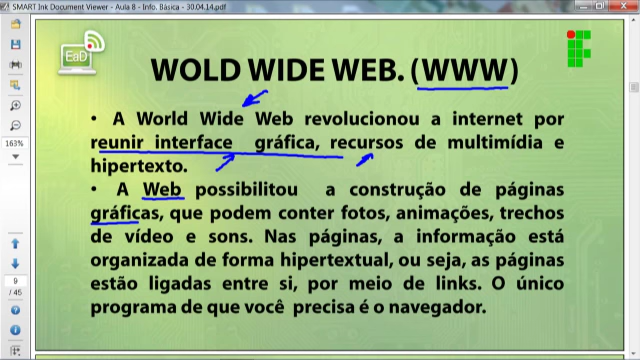 SMART Ink Document Viewer - Aula 8 - Info. Básica - 30.04.14.pdf
EaD
WOLD WIDE WEB. (WWW)
• A World Wide Web revolucionou a internet por
reunir interface gráfica, recursos de multimídia e
hipertexto.
• A Web possibilitou a construção de páginas
gráficas, que podem conter fotos, animações, trechos
de vídeo e sons. Nas páginas, a informação está
organizada de forma hipertextual, ou seja, as páginas
estão ligadas entre si, por meio de links. O único
programa de que você precisa é o navegador.
163%
9
/ 45